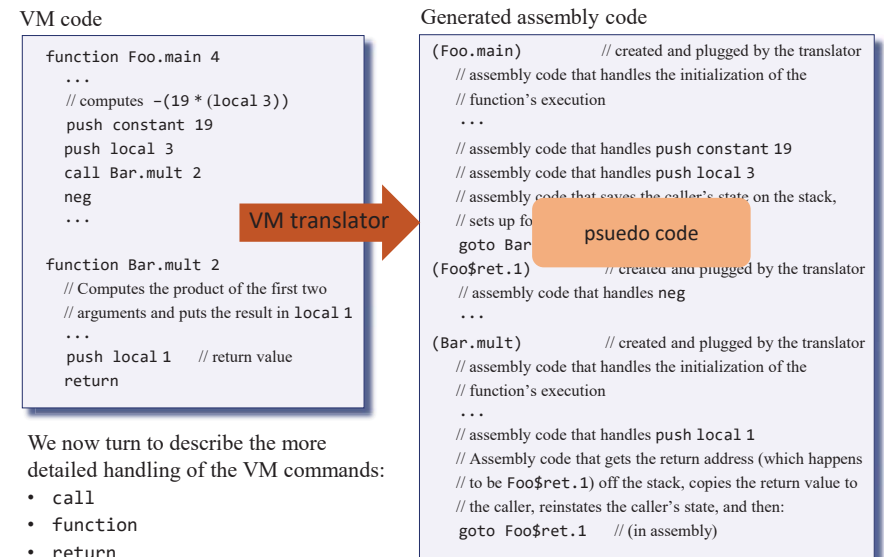 VM code
function Foo.main 4
...
// computes –(19 * (local 3))
push constant 19
push local 3
call Bar.mult 2
neg
...
function Bar.mult 2
// Computes the product of the first two
// arguments and puts the result in local 1
...
push local 1 // return value
return
We now turn to describe the more
detailed handling of the VM commands:
• call
• function
• return
VM translator
Generated assembly code
(Foo.main) // created and plugged by the translator
// assembly code that handles the initialization of the
// function’s execution
...
// assembly code that handles push constant 19
// assembly code that handles push local 3
// assembly code that saves the caller’s state on the stack,
// sets up
goto Bar
psuedo code
(Foo$ret.1) // created and plugged by the translator
// assembly code that handles neg
...
(Bar.mult) // created and plugged by the translator
// assembly code that handles the initialization of the
// function’s execution
...
// assembly code that handles push local 1
// Assembly code that gets the return address (which happens
// to be Foo$ret.1) off the stack, copies the return value to
// the caller, reinstates the caller’s state, and then:
goto Foo$ret.1 // (in assembly)